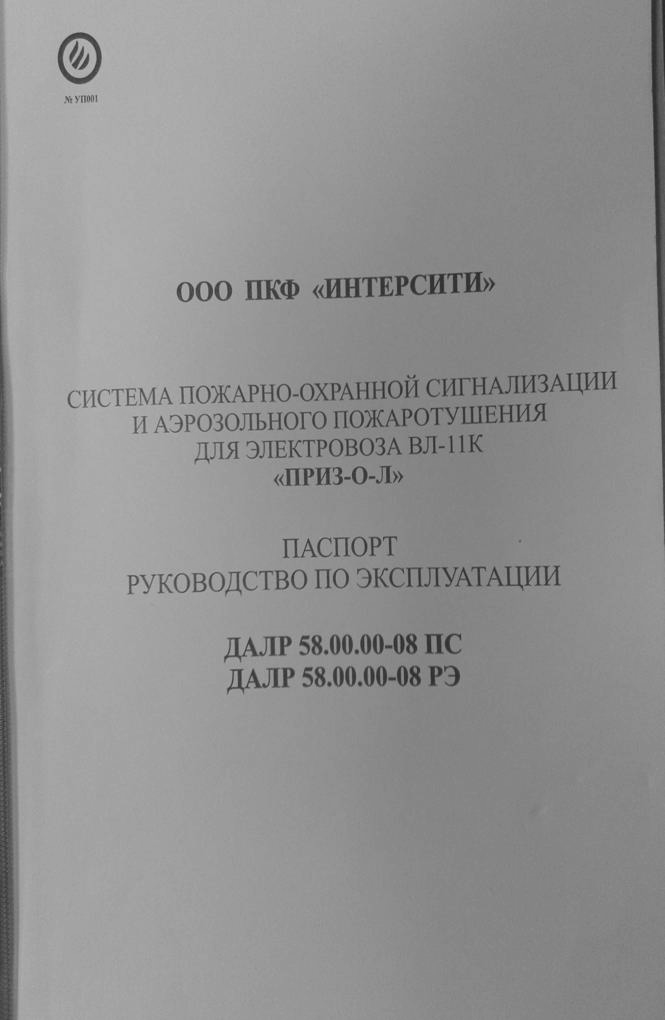 № УП001
ООО ПКФ «ИНТЕРСИТИ»
СИСТЕМА ПОЖАРНО-ОХРАННОЙ СИГНАЛИЗАЦИИ
И АЭРОЗОЛЬНОГО ПОЖАРОТУШЕНИЯ
ДЛЯ ЭЛЕКТРОВОЗА ВЛ-11К
«ПРИЗ-О-Л»
ПАСПОРТ
РУКОВОДСТВО ПО ЭКСПЛУАТАЦИИ
ДАЛР 58.00.00-08 ПС
ДАЛР 58.00.00-08 РЭ